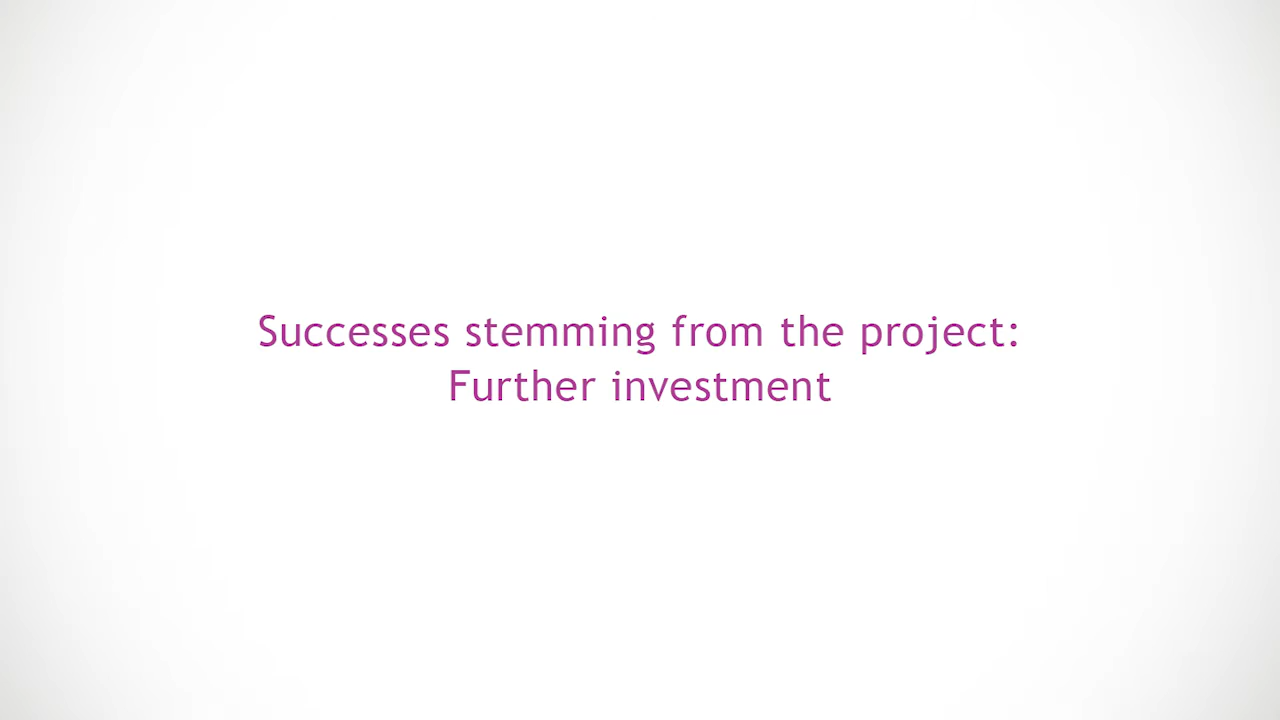 Successes stemming from the project:
Further investment